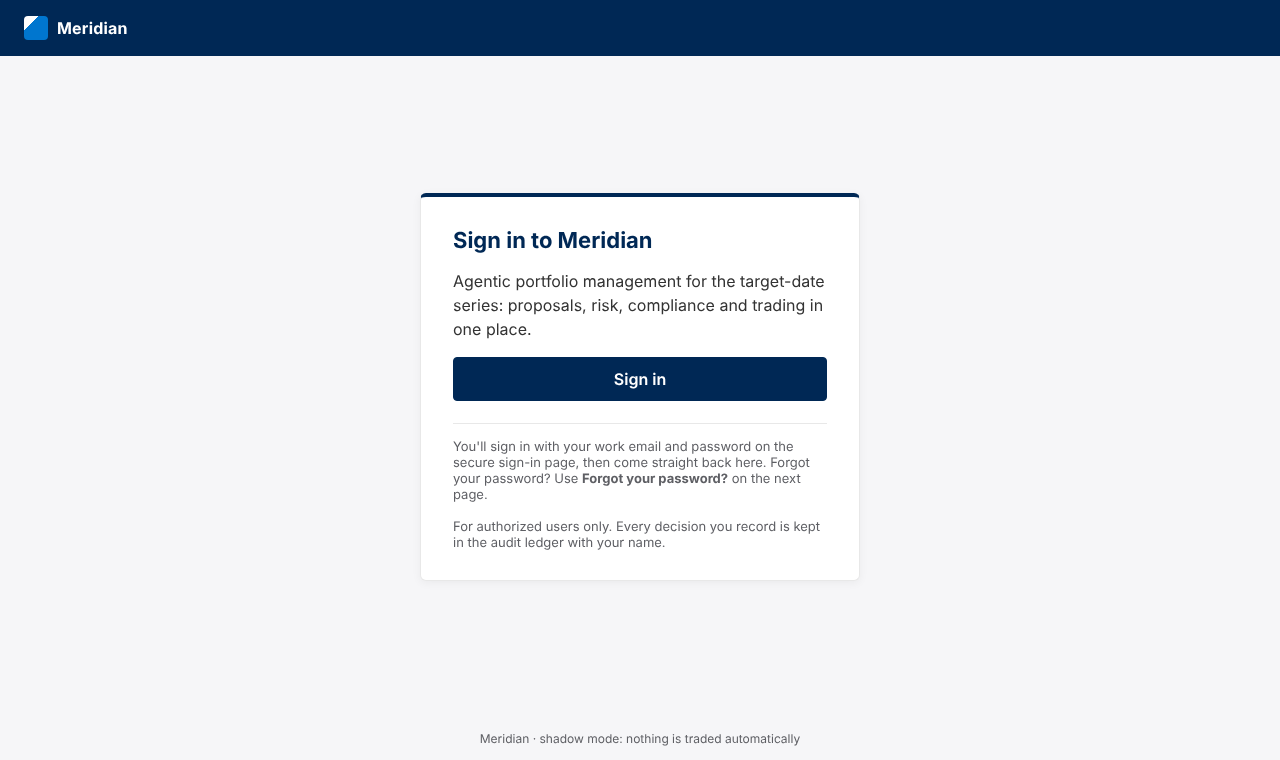 Meridian
Sign in to Meridian
Agentic portfolio management for the target-date
series: proposals, risk, compliance and trading in
one place.
Sign in
You'll sign in with your work email and password on the
secure sign-in page, then come straight back here. Forgot
your password? Use Forgot your password? on the next
page.
For authorized users only. Every decision you record is kept
in the audit ledger with your name.
Meridian · shadow mode: nothing is traded automatically